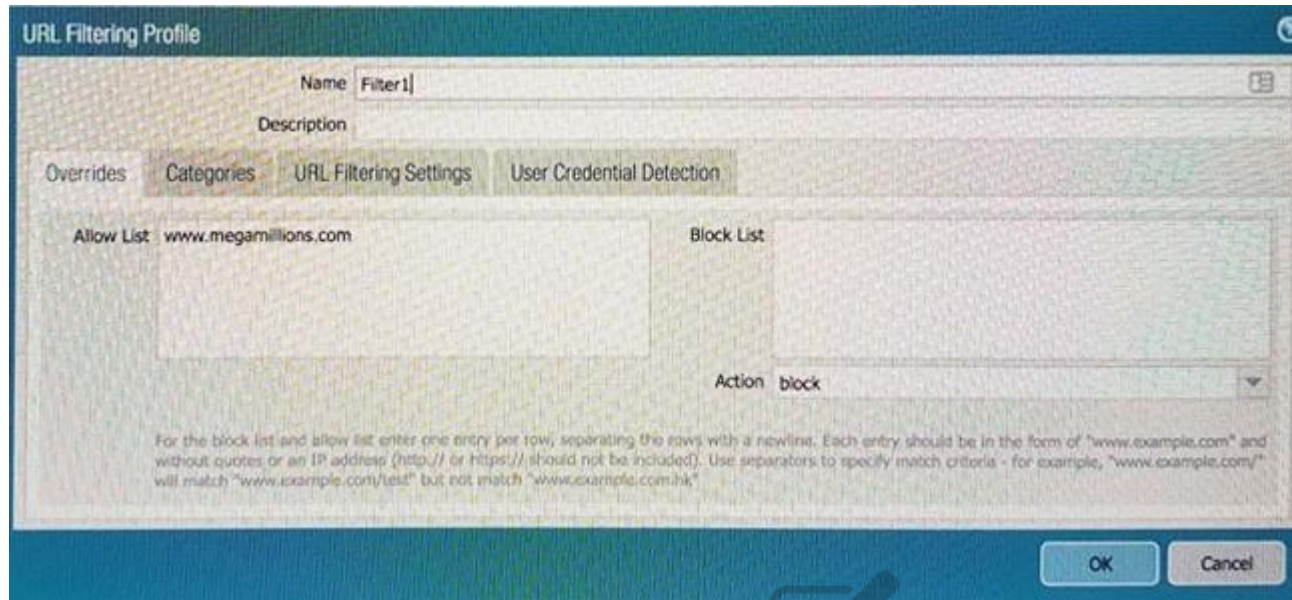 URL Filtering Profile
Name Filter1
Description
Overrides Categories URL Filtering Settings User Credential Detection
Allow List www.megamillions.com Block List
Action block
For the block list and allow list enter one entry per row, separating the rows with a newline. Each entry should be in the form of "www.example.com" and
without quotes or an IP address (http:// or https:// should not be included). Use separators to specify match criteria - for example, "www.example.com/"
will match "www.example.com/test" but not match "www.example.com.hk"
OK Cancel